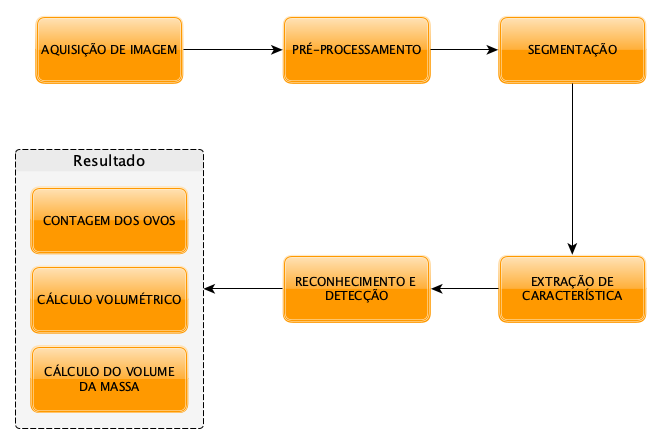 AQUISIÇÃO DE IMAGEM
PRÉ-PROCESSAMENTO
SEGMENTAÇÃO
EXTRAÇÃO DE
CARACTERÍSTICA
RECONHECIMENTO E
DETECÇÃO
Resultado
CONTAGEM DOS OVOS
CÁLCULO VOLUMÉTRICO
CÁLCULO DO VOLUME
DA MASSA